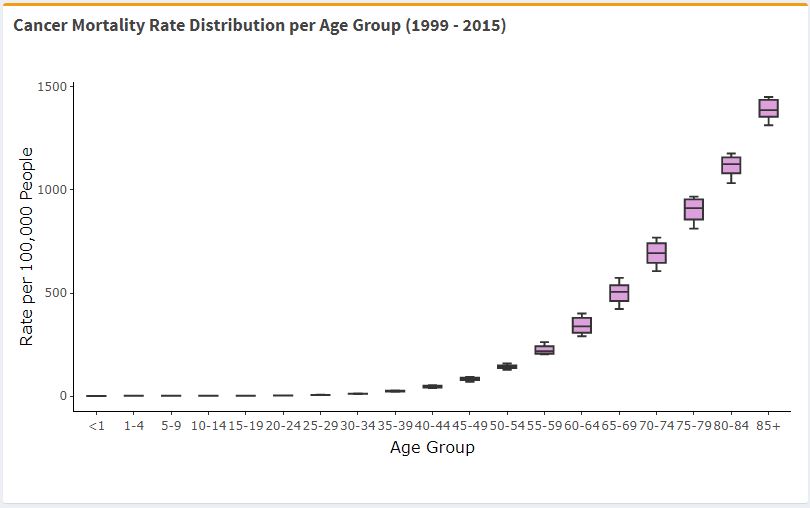 Cancer Mortality Rate Distribution per Age Group (1999 - 2015)
Rate per 100,000 People
1500
1000
500
0
<1 1-4 5-9 10-14 15-19 20-24 25-29 30-34 35-39 40-44 45-49 50-54 55-59 60-64 65-69 70-74 75-79 80-84 85+
Age Group